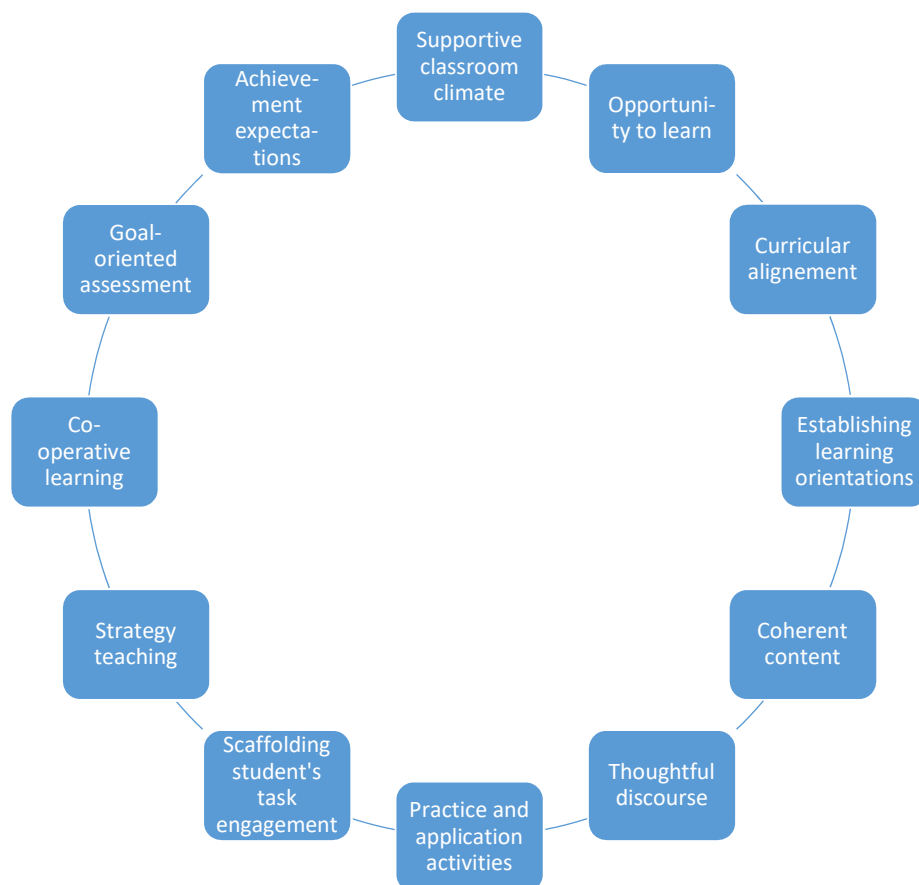 Supportive
classroom
climate
Opportuni-
ty to learn
Curricular
alignement
Establishing
learning
orientations
Coherent
content
Thoughtful
discourse
Practice and
application
activities
Scaffolding
student's
task
engagement
Strategy
teaching
Co-
operative
learning
Goal-
oriented
assessment
Achieve-
ment
expecta-
tions